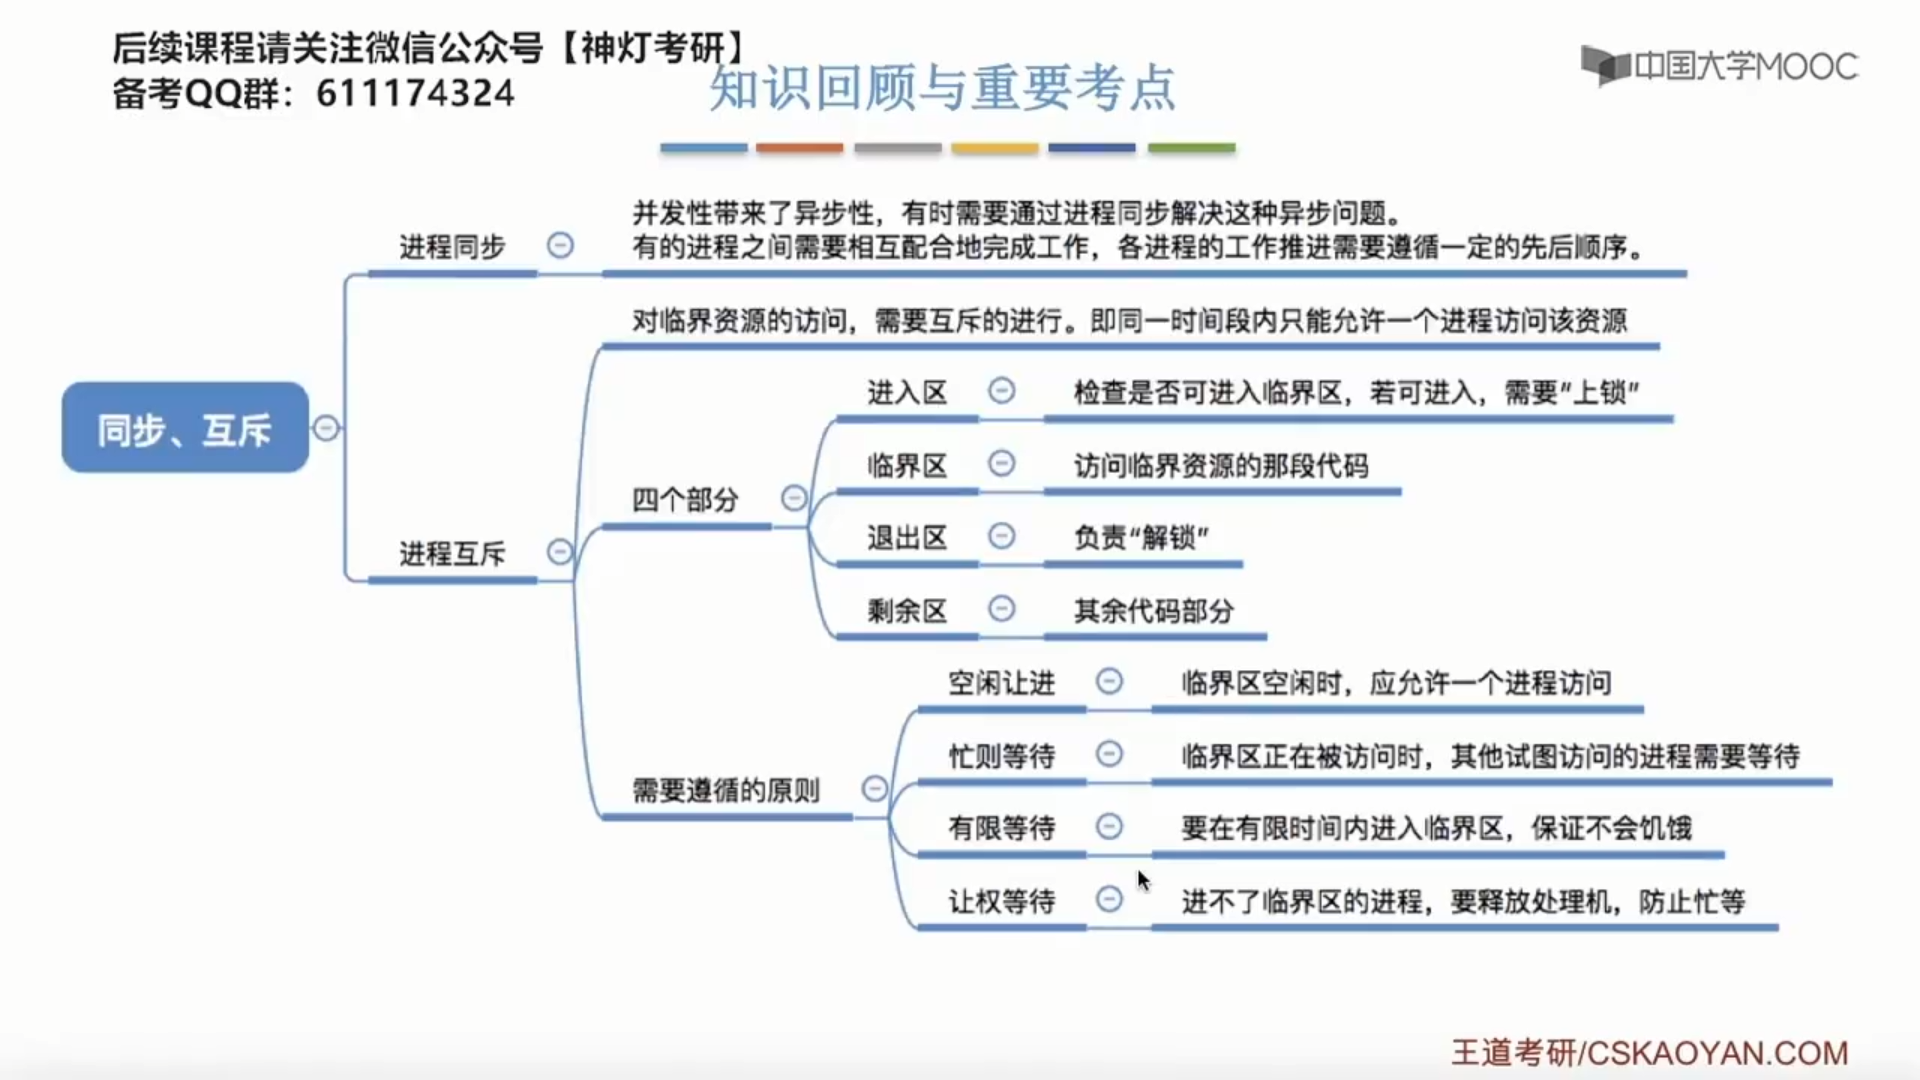 后续课程请关注微信公众号【神灯考研】
备考QQ群：611174324
知识回顾与重要考点
中国大学MOOC
同步、互斥
进程同步
并发性带来了异步性，有时需要通过进程同步解决这种异步问题。
有的进程之间需要相互配合地完成工作，各进程的工作推进需要遵循一定的先后顺序。
进程互斥
对临界资源的访问，需要互斥的进行。即同一时间段内只能允许一个进程访问该资源
四个部分
进入区
检查是否可进入临界区，若可进入，需要“上锁”
临界区
访问临界资源的那段代码
退出区
负责“解锁”
剩余区
其余代码部分
需要遵循的原则
空闲让进
临界区空闲时，应允许一个进程访问
忙则等待
临界区正在被访问时，其他试图访问的进程需要等待
有限等待
要在有限时间内进入临界区，保证不会饥饿
让权等待
进不了临界区的进程，要释放处理机，防止忙等
王道考研/CSKAOYAN.COM